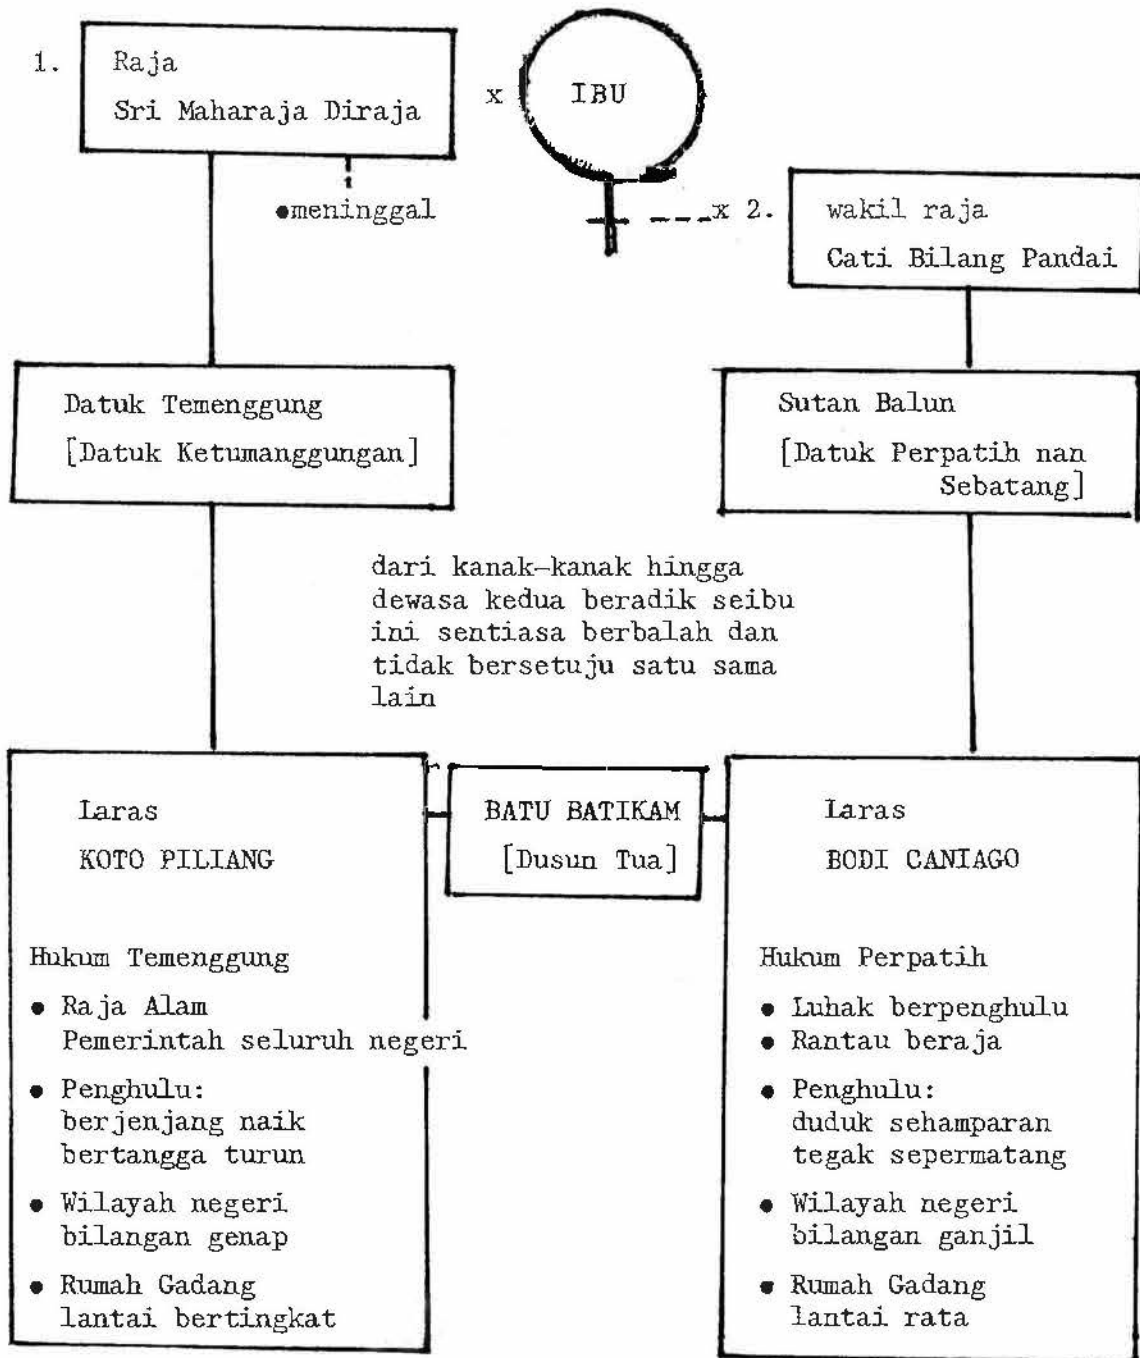 1.
Raja
Sri Maharaja Diraja
x
IBU
•meninggal
x 2.
wakil raja
Cati Bilang Pandai
Datuk Temenggung
[Datuk Ketumanggungan]
Sutan Balun
[Datuk Perpatih nan
Sebatang]
dari kanak-kanak hingga
dewasa kedua beradik seibu
ini sentiasa berbalah dan
tidak bersetuju satu sama
lain
Laras
KOTO PILIANG
Hukum Temenggung
• Raja Alam
Pemerintah seluruh negeri
• Penghulu:
berjenjang naik
bertangga turun
• Wilayah negeri
bilangan genap
• Rumah Gadang
lantai bertingkat
BATU BATIKAM
[Dusun Tua]
Laras
BODI CANIAGO
Hukum Perpatih
• Luhak berpenghulu
• Rantau beraja
• Penghulu:
duduk sehamparan
tegak sepermatang
• Wilayah negeri
bilangan ganjil
• Rumah Gadang
lantai rata